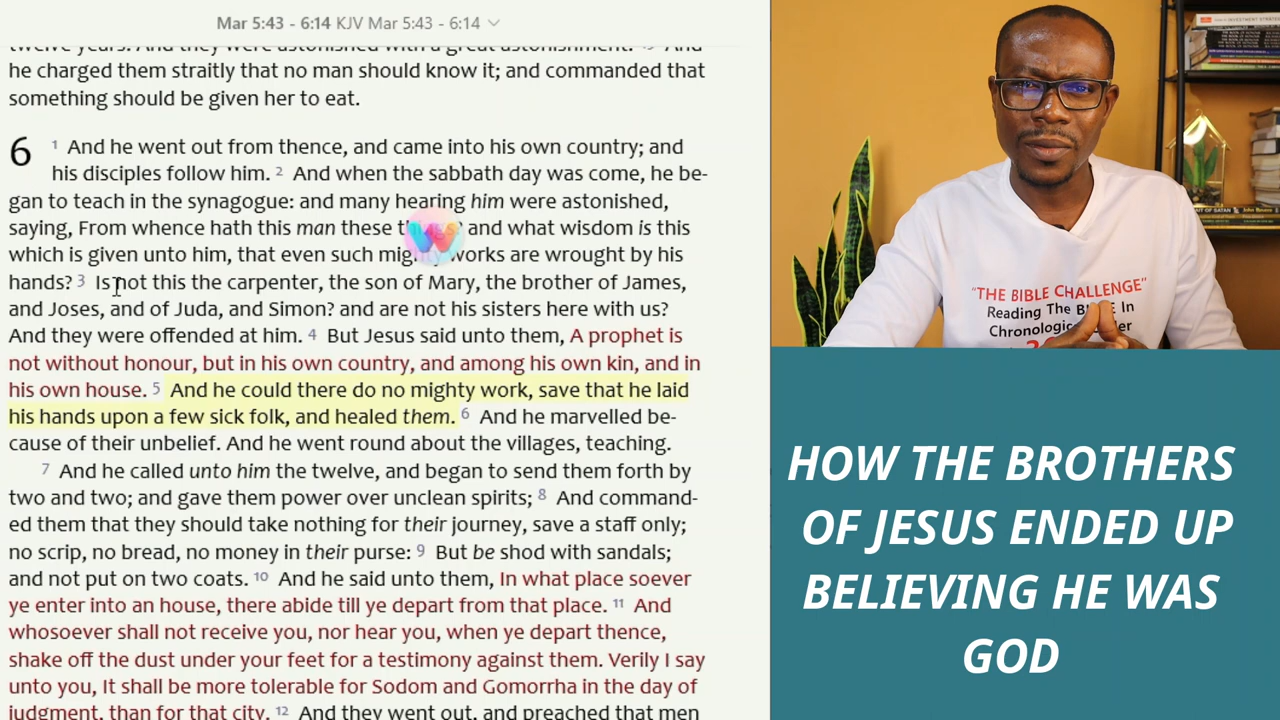 Mar 5:43 - 6:14 KJV Mar 5:43 - 6:14
twelve years. And they were astonished with a great astonishment. And
he charged them straitly that no man should know it; and commanded that
something should be given her to eat.
6 1 And he went out from thence, and came into his own country; and
his disciples follow him. 2 And when the sabbath day was come, he be-
gan to teach in the synagogue: and many hearing him were astonished,
saying, From whence hath this man these things? and what wisdom is this
which is given unto him, that even such mighty works are wrought by his
hands? 3 Is not this the carpenter, the son of Mary, the brother of James,
and Joses, and of Juda, and Simon? and are not his sisters here with us?
And they were offended at him. 4 But Jesus said unto them, A prophet is
not without honour, but in his own country, and among his own kin, and in
his own house. 5 And he could there do no mighty work, save that he laid
his hands upon a few sick folk, and healed them. 6 And he marvelled be-
cause of their unbelief. And he went round about the villages, teaching.
7 And he called unto him the twelve, and began to send them forth by
two and two; and gave them power over unclean spirits; 8 And command-
ed them that they should take nothing for their journey, save a staff only;
no scrip, no bread, no money in their purse: 9 But be shod with sandals;
and not put on two coats. 10 And he said unto them, In what place soever
ye enter into an house, there abide till ye depart from that place. 11 And
whosoever shall not receive you, nor hear you, when ye depart thence,
shake off the dust under your feet for a testimony against them. Verily I say
unto you, It shall be more tolerable for Sodom and Gomorrha in the day of
judgment, than for that city. 12 And they went out, and preached that men
"THE BIBLE CHALLENGE"
Reading The BIBLE In
Chronological Order
HOW THE BROTHERS
OF JESUS ENDED UP
BELIEVING HE WAS
GOD